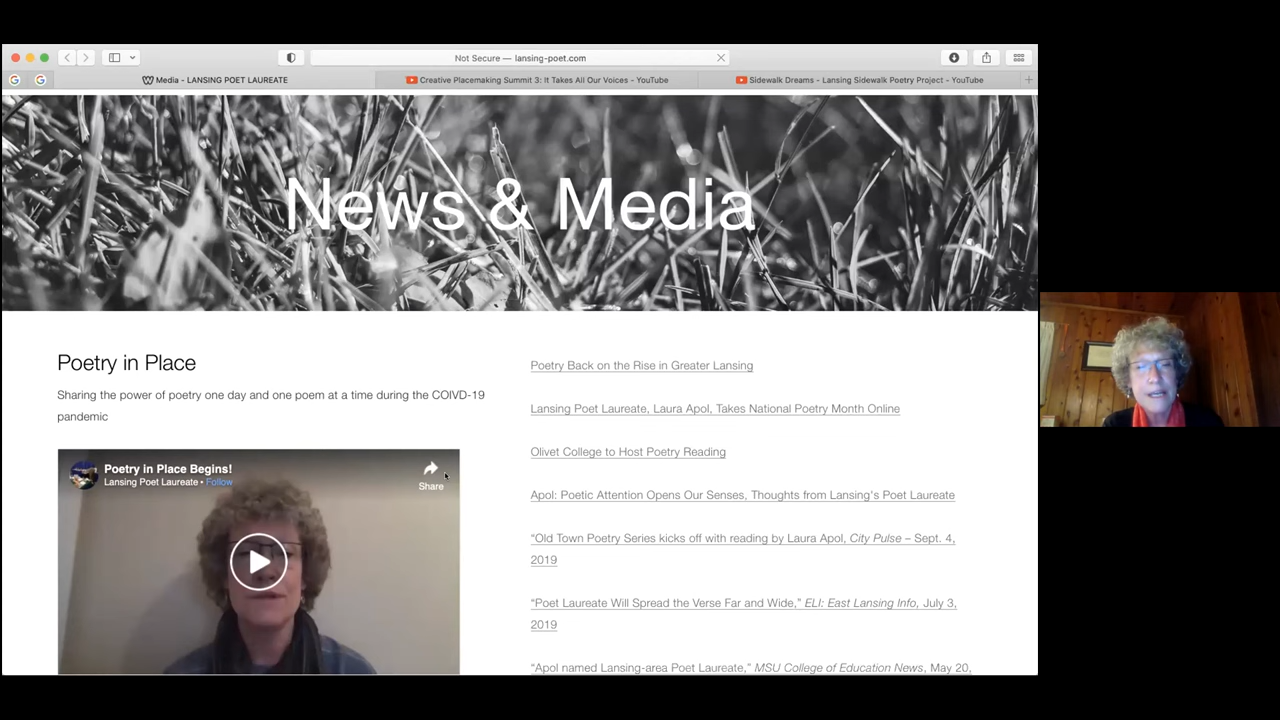 Not Secure — lansing-poet.com
Media - LANSING POET LAUREATE
Creative Placemaking Summit 3: It Takes All Our Voices - YouTube
Sidewalk Dreams - Lansing Sidewalk Poetry Project - YouTube
News & Media
Poetry in Place
Sharing the power of poetry one day and one poem at a time during the COIVD-19
pandemic
Poetry in Place Begins!
Lansing Poet Laureate • Follow
Share
Poetry Back on the Rise in Greater Lansing
Lansing Poet Laureate, Laura Apol, Takes National Poetry Month Online
Olivet College to Host Poetry Reading
Apol: Poetic Attention Opens Our Senses, Thoughts from Lansing's Poet Laureate
“Old Town Poetry Series kicks off with reading by Laura Apol, City Pulse – Sept. 4,
2019
“Poet Laureate Will Spread the Verse Far and Wide,” ELI: East Lansing Info, July 3,
2019
“Apol named Lansing-area Poet Laureate,” MSU College of Education News, May 20,